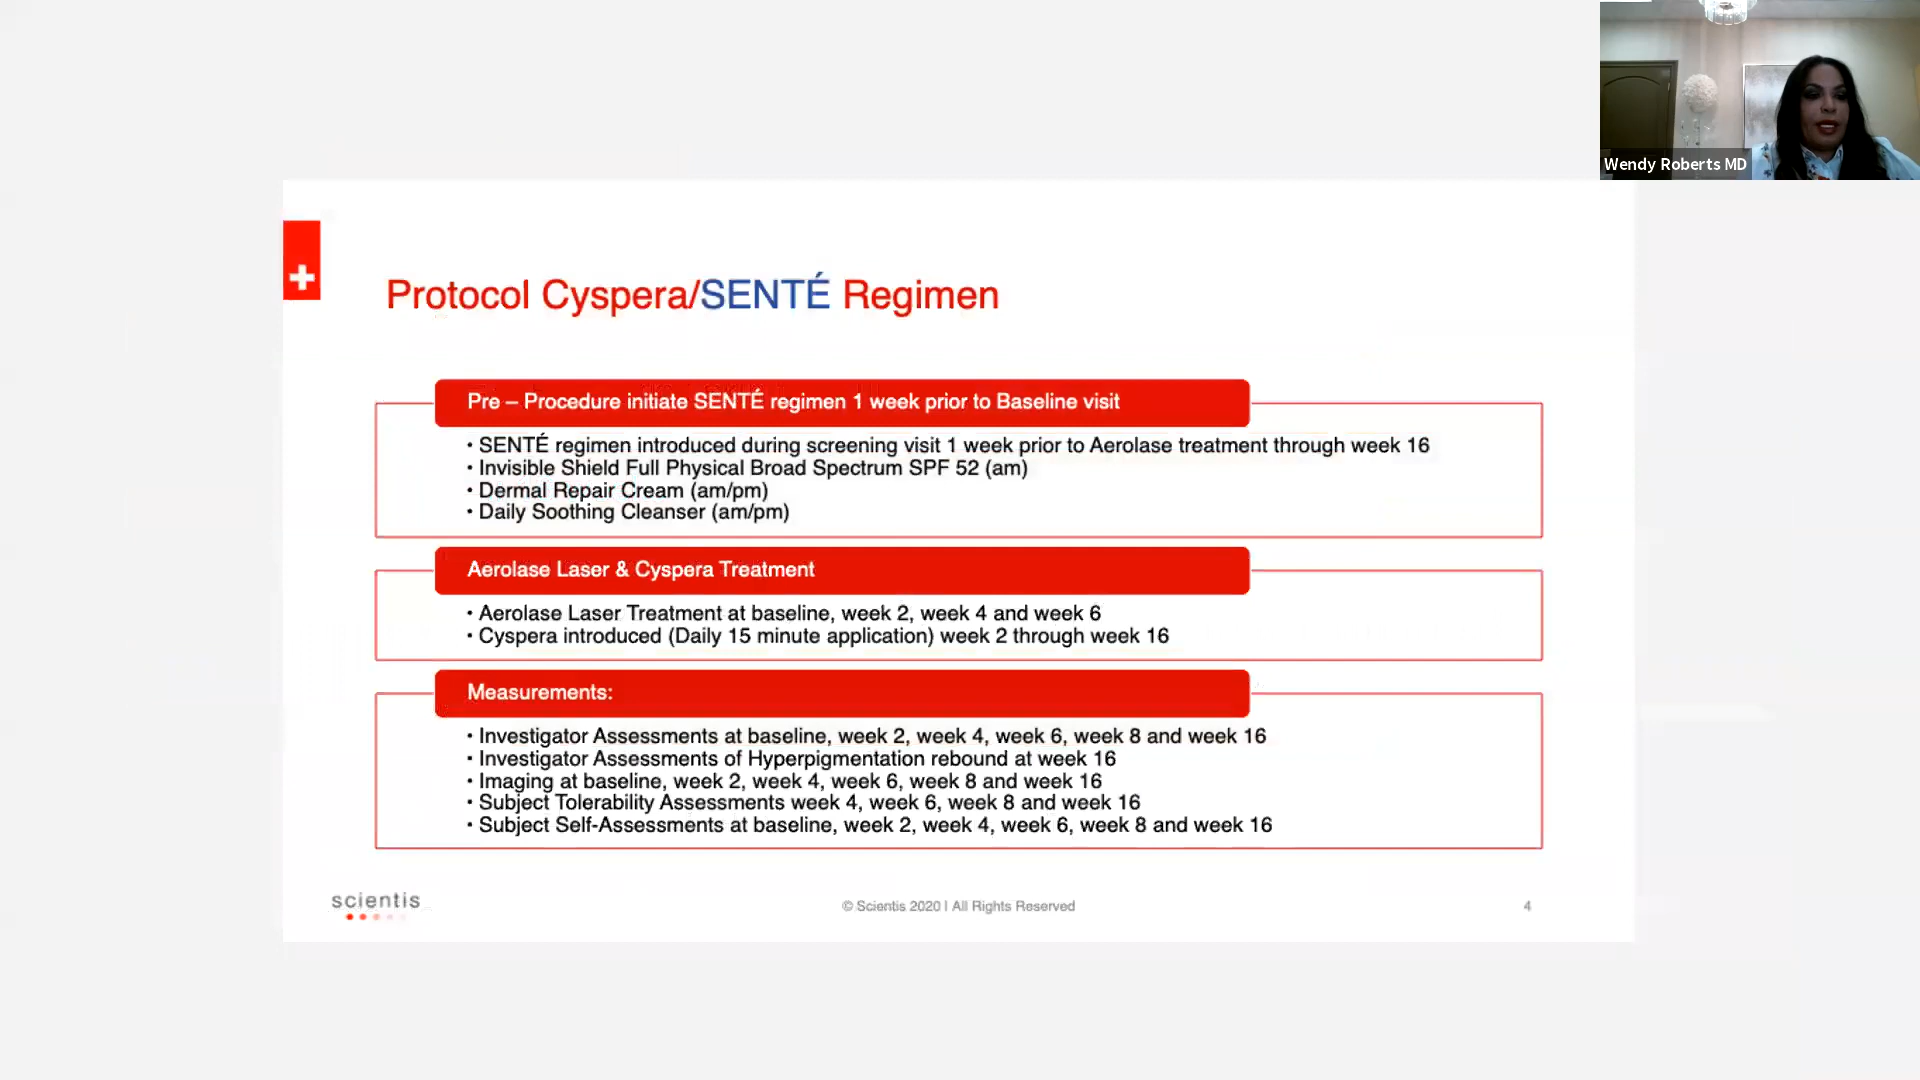 Wendy Roberts MD
Protocol Cyspera/SENTÉ Regimen
Pre – Procedure initiate SENTÉ regimen 1 week prior to Baseline visit
• SENTÉ regimen introduced during screening visit 1 week prior to Aerolase treatment through week 16
• Invisible Shield Full Physical Broad Spectrum SPF 52 (am)
• Dermal Repair Cream (am/pm)
• Daily Soothing Cleanser (am/pm)
Aerolase Laser & Cyspera Treatment
• Aerolase Laser Treatment at baseline, week 2, week 4 and week 6
• Cyspera introduced (Daily 15 minute application) week 2 through week 16
Measurements:
• Investigator Assessments at baseline, week 2, week 4, week 6, week 8 and week 16
• Investigator Assessments of Hyperpigmentation rebound at week 16
• Imaging at baseline, week 2, week 4, week 6, week 8 and week 16
• Subject Tolerability Assessments week 4, week 6, week 8 and week 16
• Subject Self-Assessments at baseline, week 2, week 4, week 6, week 8 and week 16
scientis
© Scientis 2020 I All Rights Reserved
4